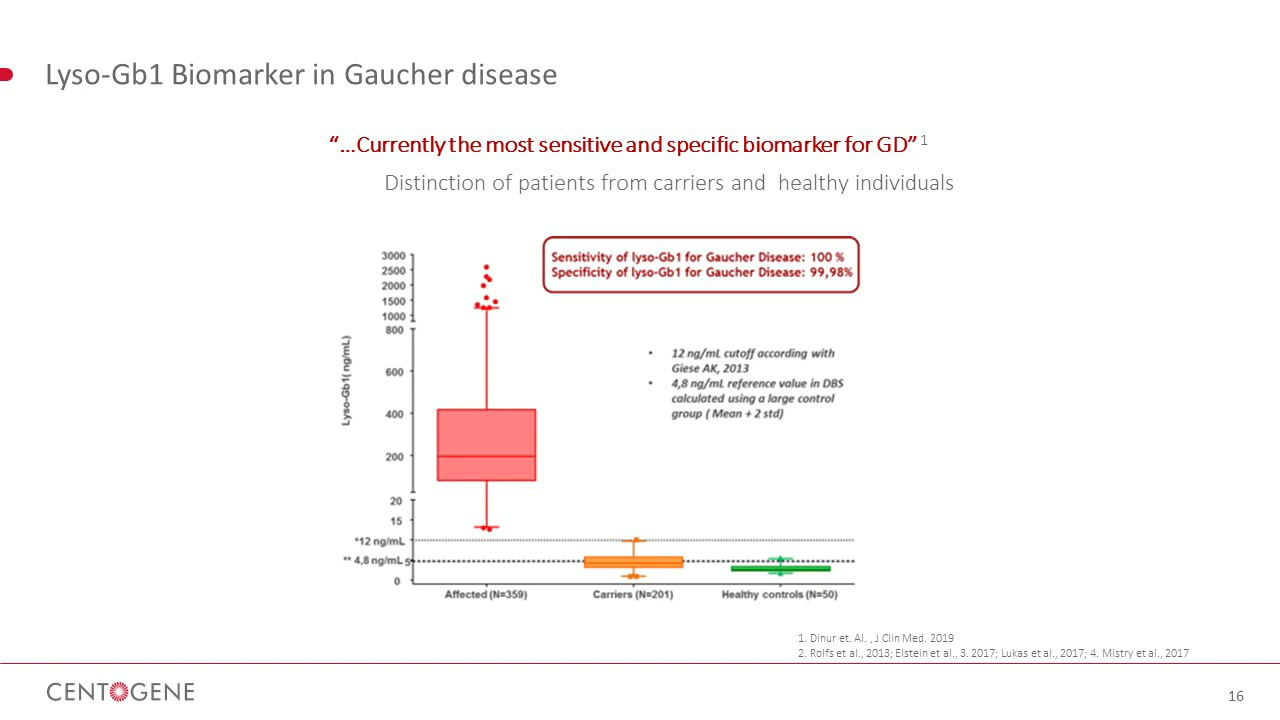 Lyso-Gb1 Biomarker in Gaucher disease
“…Currently the most sensitive and specific biomarker for GD” 1
Distinction of patients from carriers and healthy individuals
Sensitivity of lyso-Gb1 for Gaucher Disease: 100 %
Specificity of lyso-Gb1 for Gaucher Disease: 99,98%
3000
2500
2000
1500
1000
800
600
400
200
20
15
*12 ng/mL
** 4,8 ng/mL 5
0
Lyso-Gb1( ng/mL)
• 12 ng/mL cutoff according with
Giese AK, 2013
• 4,8 ng/mL reference value in DBS
calculated using a large control
group ( Mean + 2 std)
Affected (N=359) Carriers (N=201) Healthy controls (N=50)
1. Dinur et. Al. , J Clin Med. 2019
2. Rolfs et al., 2013; Elstein et al., 3. 2017; Lukas et al., 2017; 4. Mistry et al., 2017
CENTOGENE
16